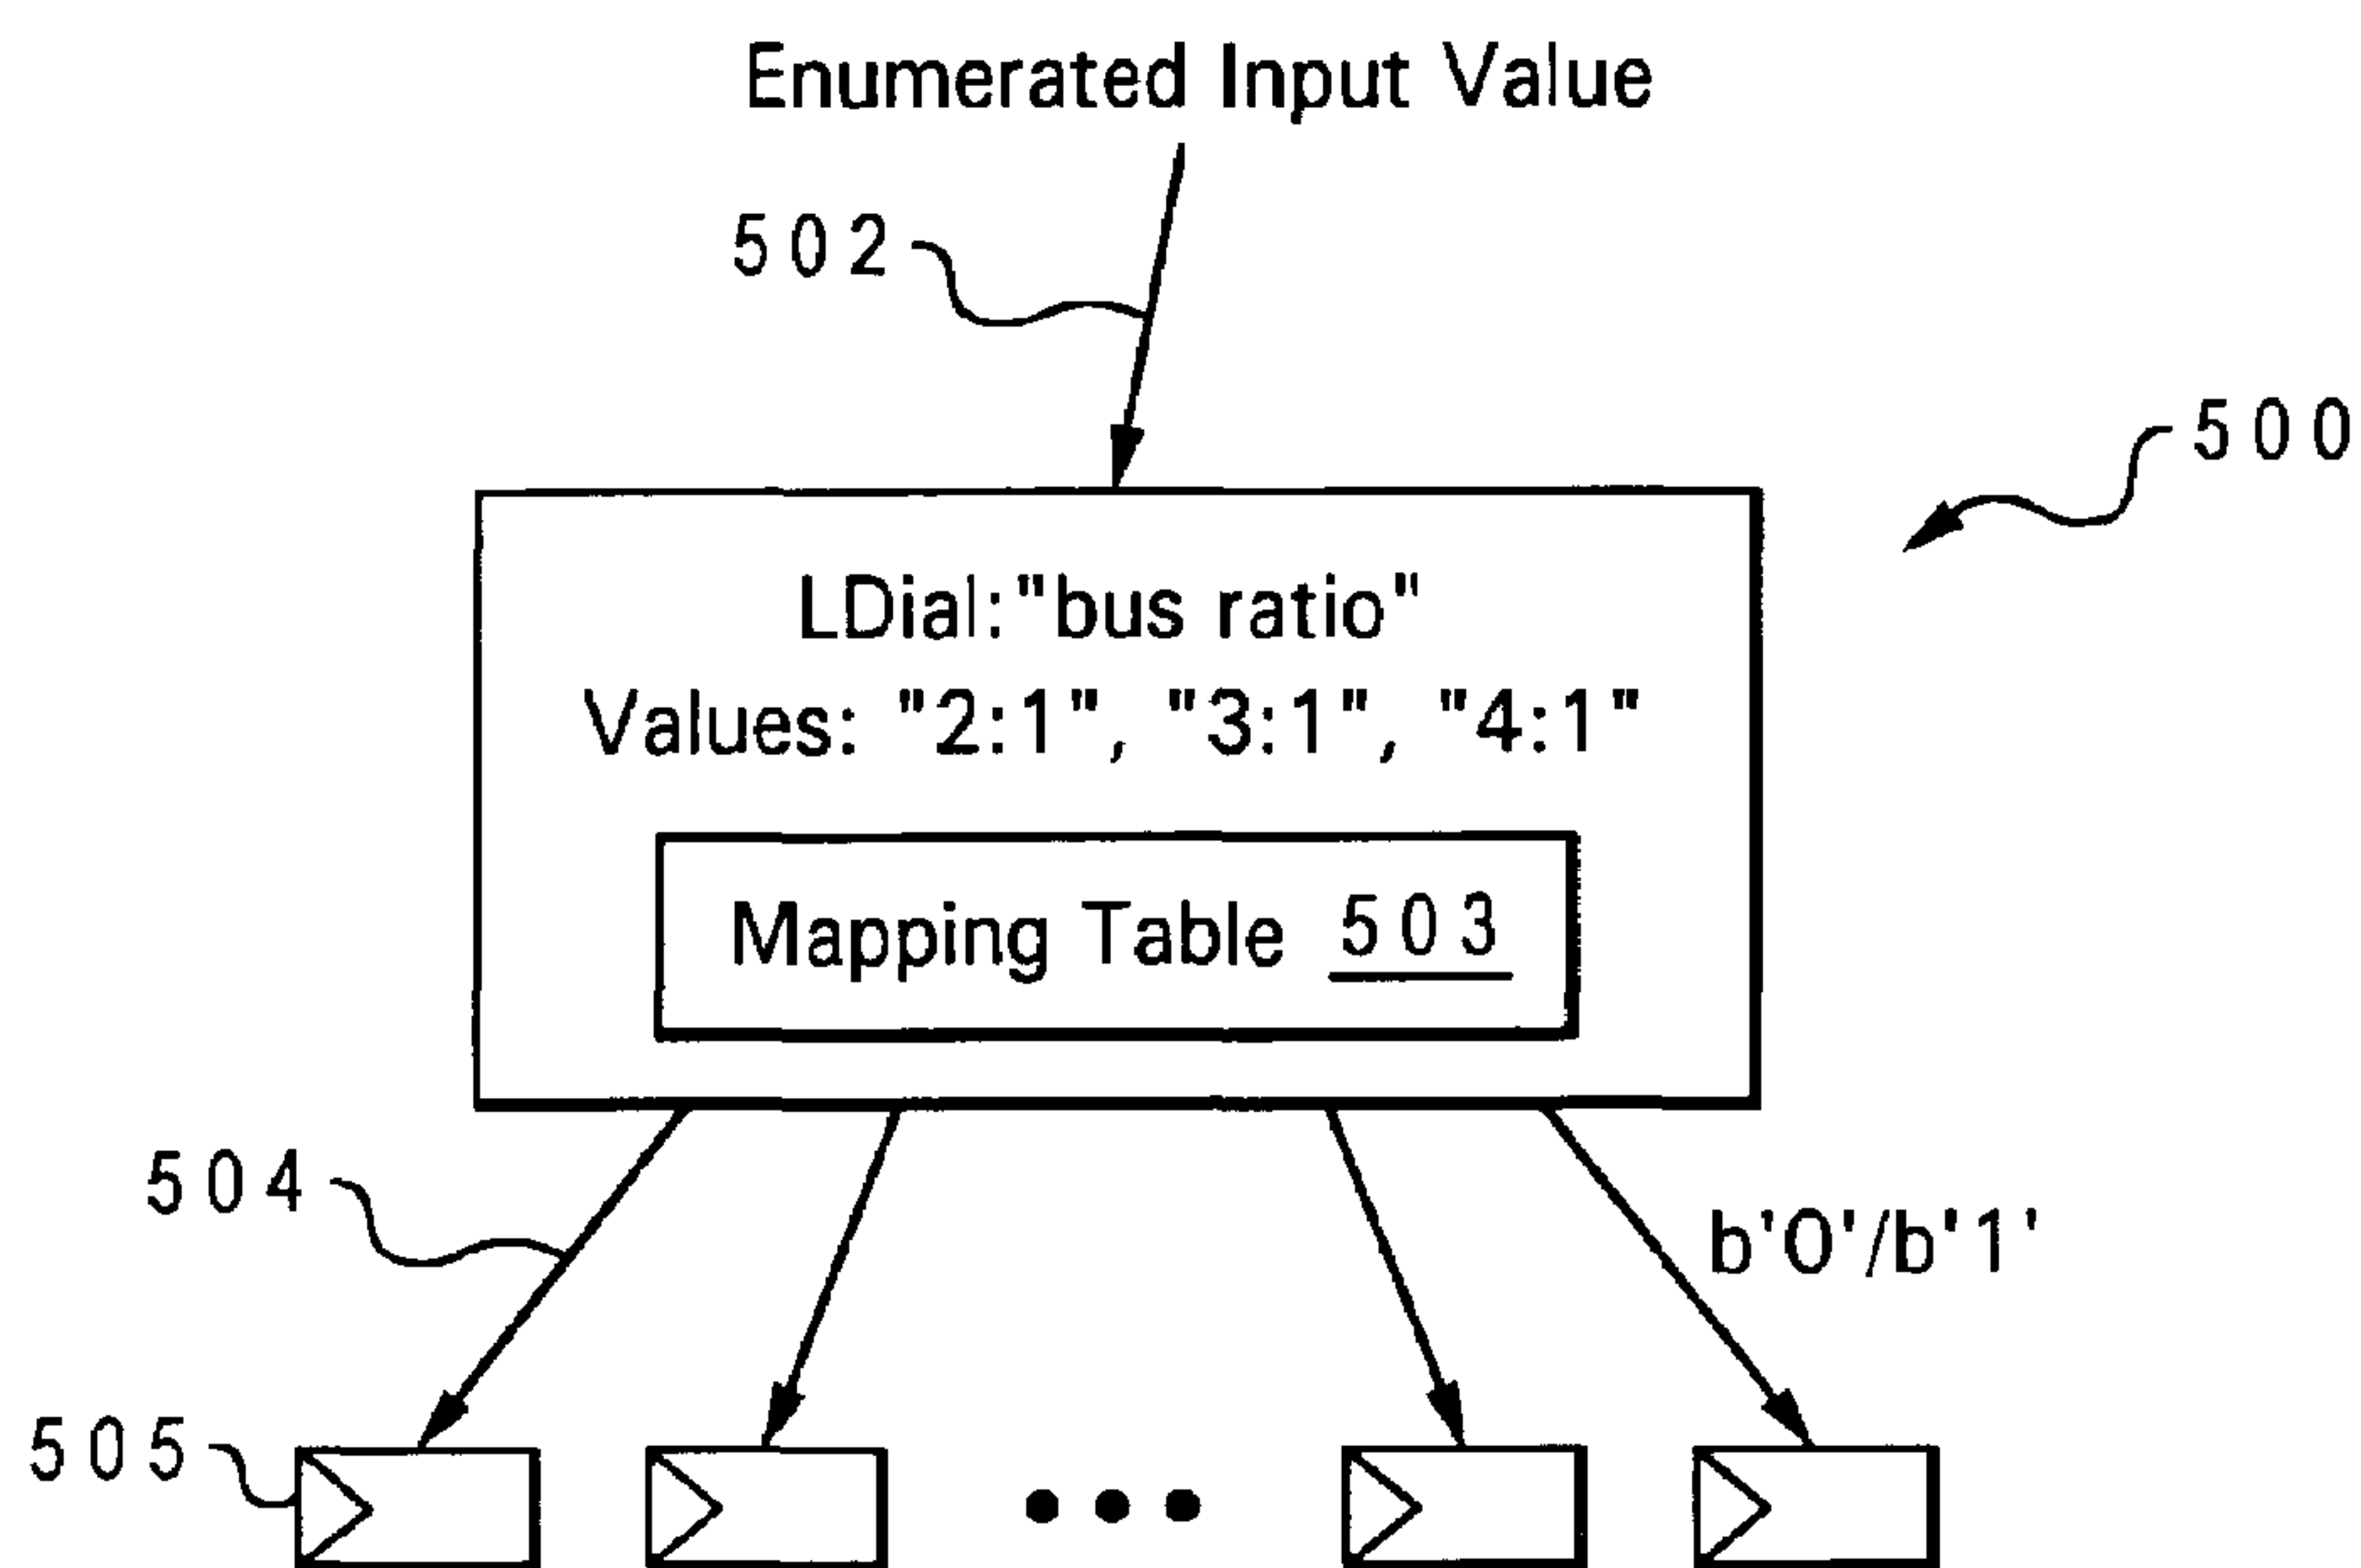 Enumerated Input Value
502
500
LDial:"bus ratio"
Values: "2:1", "3:1", "4:1"
Mapping Table 503
504
b'0'/b'1'
505